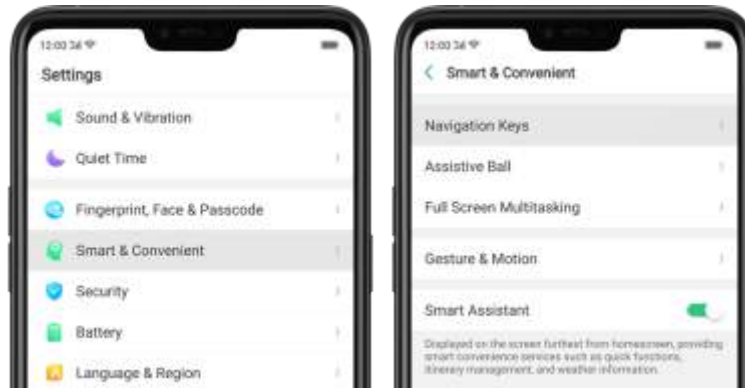 12:00
Settings
Sound & Vibration
Quiet Time
Fingerprint, Face & Passcode
Smart & Convenient
Security
Battery
Language & Region
12:00
Smart & Convenient
Navigation Keys
Assistive Ball
Full Screen Multitasking
Gesture & Motion
Smart Assistant
Displayed on the screen furthest from homescreen, providing
smart convenience services such as quick functions,
itinerary management, and weather information.